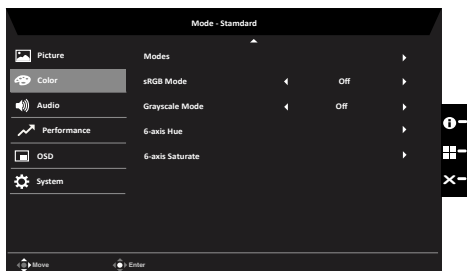 Mode - Stamdard
Picture
Modes
Color
sRGB Mode Off
Audio
Grayscale Mode Off
Performance
6-axis Hue
OSD
6-axis Saturate
System
Move Enter